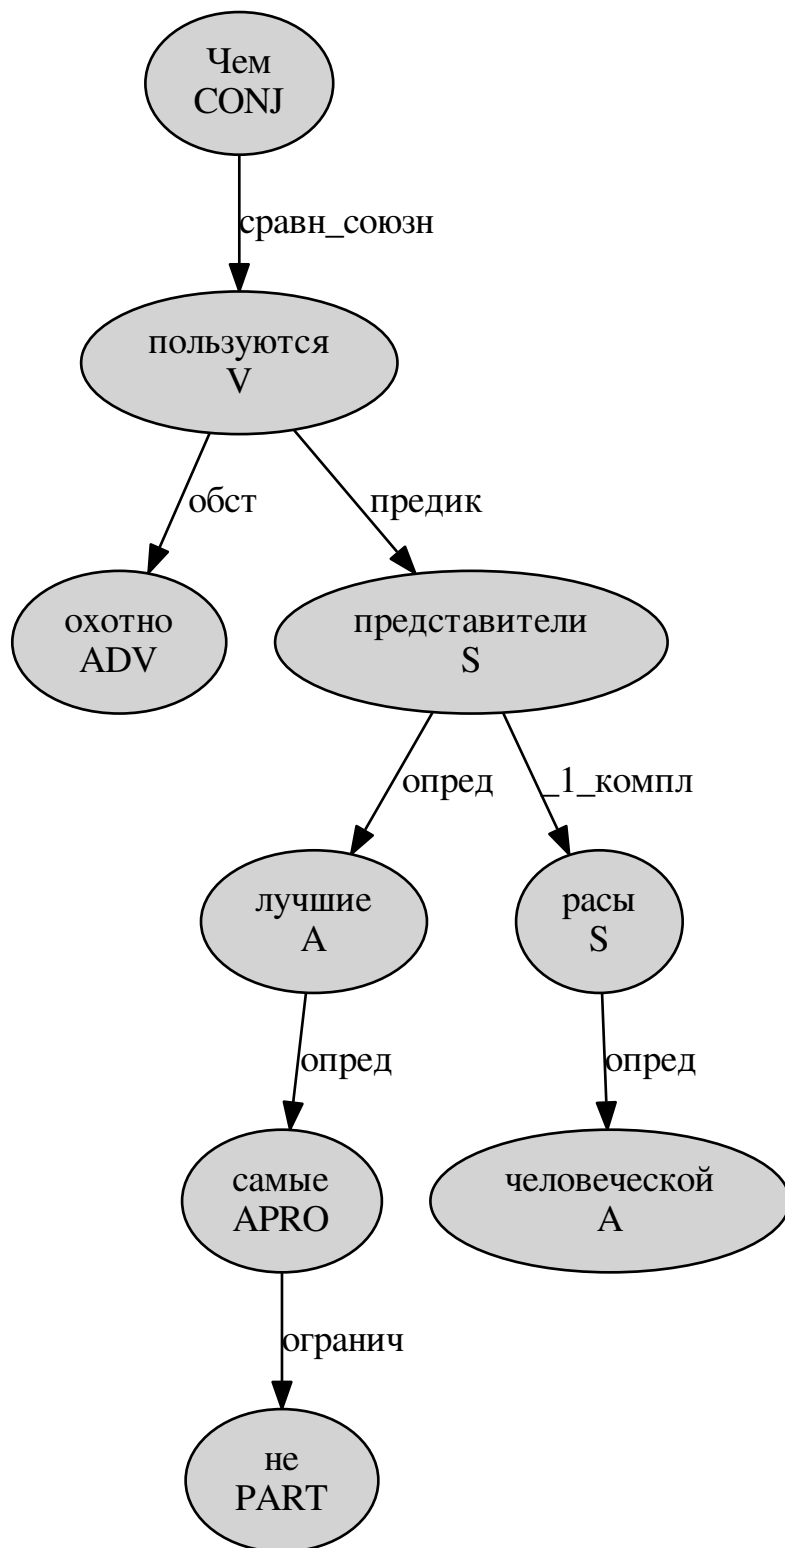 Чем
CONJ
сравн_союзн
пользуются
V
обст
предик
охотно
ADV
представители
S
опред
_1_компл
лучшие
A
расы
S
опред
опред
самые
APRO
человеческой
A
огранич
не
PART